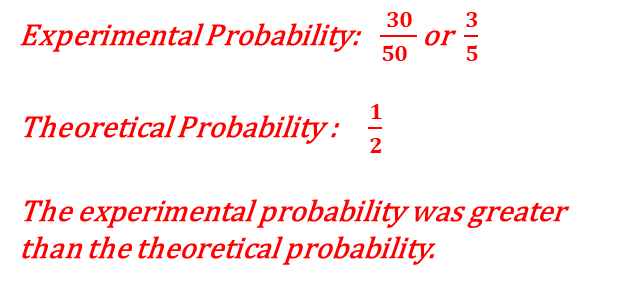 Experimental Probability: 30/50 or 3/5
Theoretical Probability : 1/2
The experimental probability was greater
than the theoretical probability.